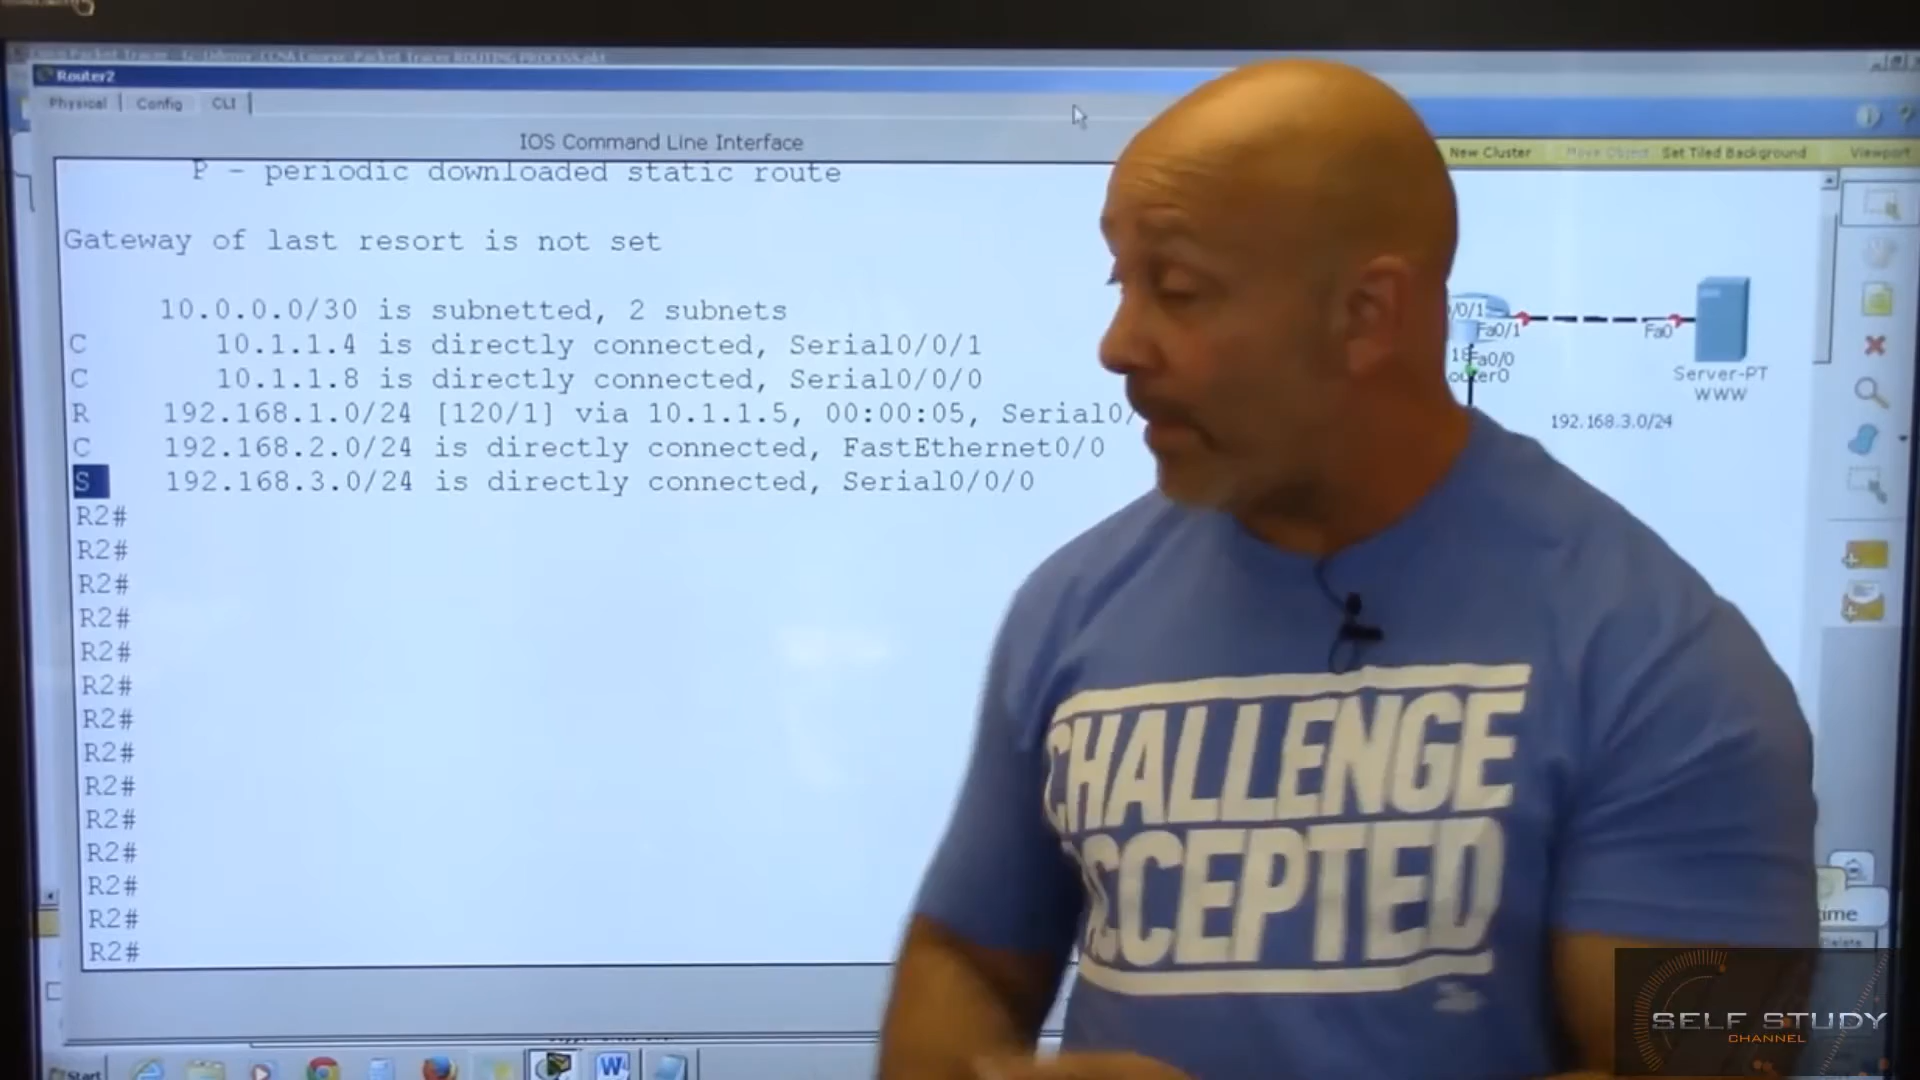 Router2
Physical Config CLI
IOS Command Line Interface
New Cluster Move Object Set Tiled Background Viewport
P - periodic downloaded static route
Gateway of last resort is not set
10.0.0.0/30 is subnetted, 2 subnets
C 10.1.1.4 is directly connected, Serial0/0/1
C 10.1.1.8 is directly connected, Serial0/0/0
R 192.168.1.0/24 [120/1] via 10.1.1.5, 00:00:05, Serial0/
C 192.168.2.0/24 is directly connected, FastEthernet0/0
S 192.168.3.0/24 is directly connected, Serial0/0/0
R2#
R2#
R2#
R2#
R2#
R2#
R2#
R2#
R2#
R2#
R2#
R2#
R2#
R2#
/0/1
Fa0/1
Fa0
Fa0/0
Server-PT
WWW
192.168.3.0/24
CHALLENGE
ACCEPTED
Start
SELF STUDY
CHANNEL